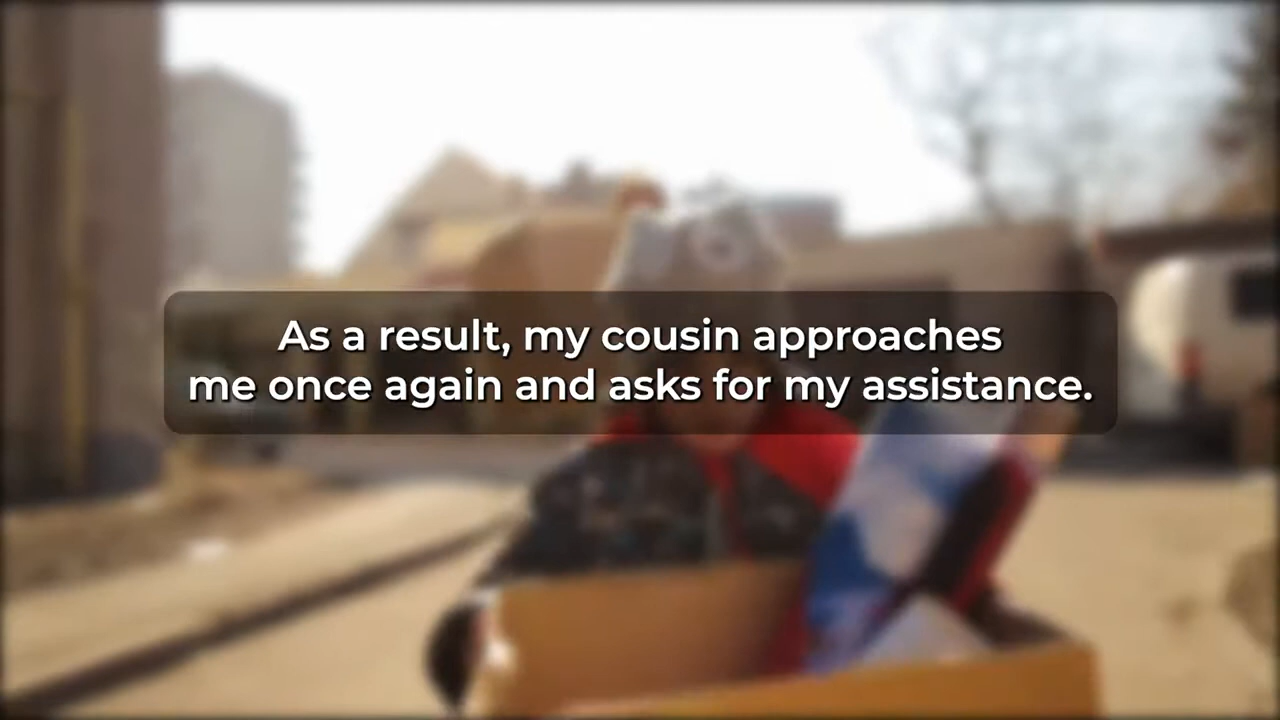 As a result, my cousin approaches
me once again and asks for my assistance.